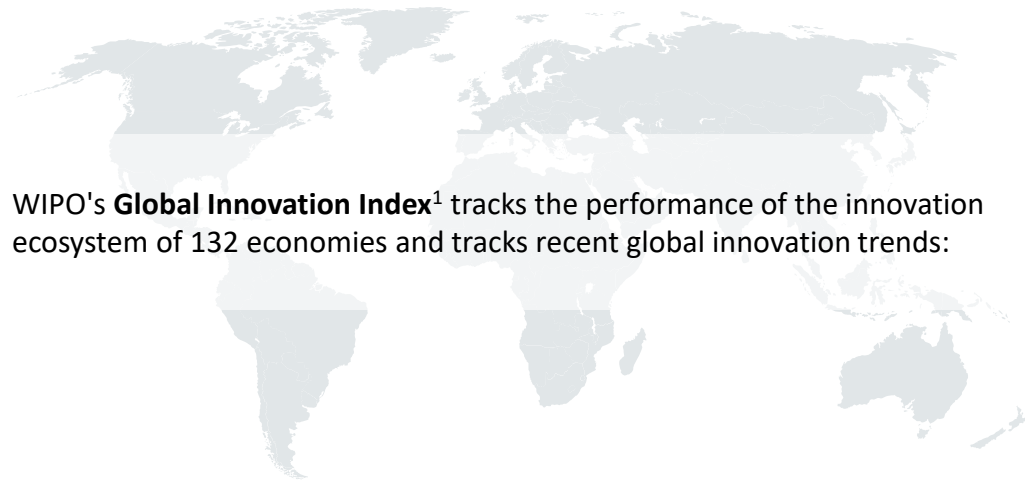 WIPO's Global Innovation Index¹ tracks the performance of the innovation
ecosystem of 132 economies and tracks recent global innovation trends: